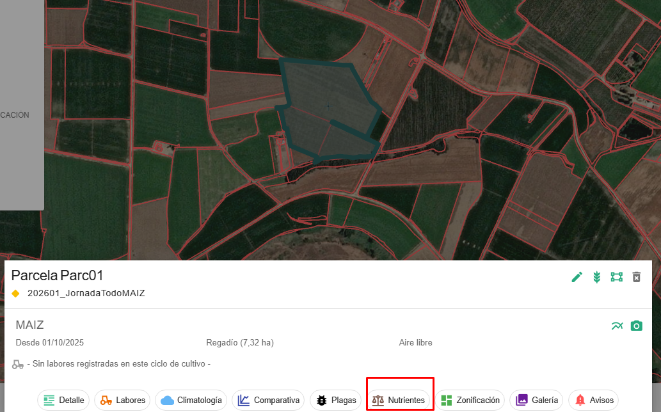 CACION
Parcela Parc01
202601_JornadaTodoMAIZ
MAIZ
Desde 01/10/2025 Regadío (7,32 ha) Aire libre
- Sin labores registradas en este ciclo de cultivo -
Detalle Labores Climatología Comparativa Plagas Nutrientes Zonificación Galería Avisos